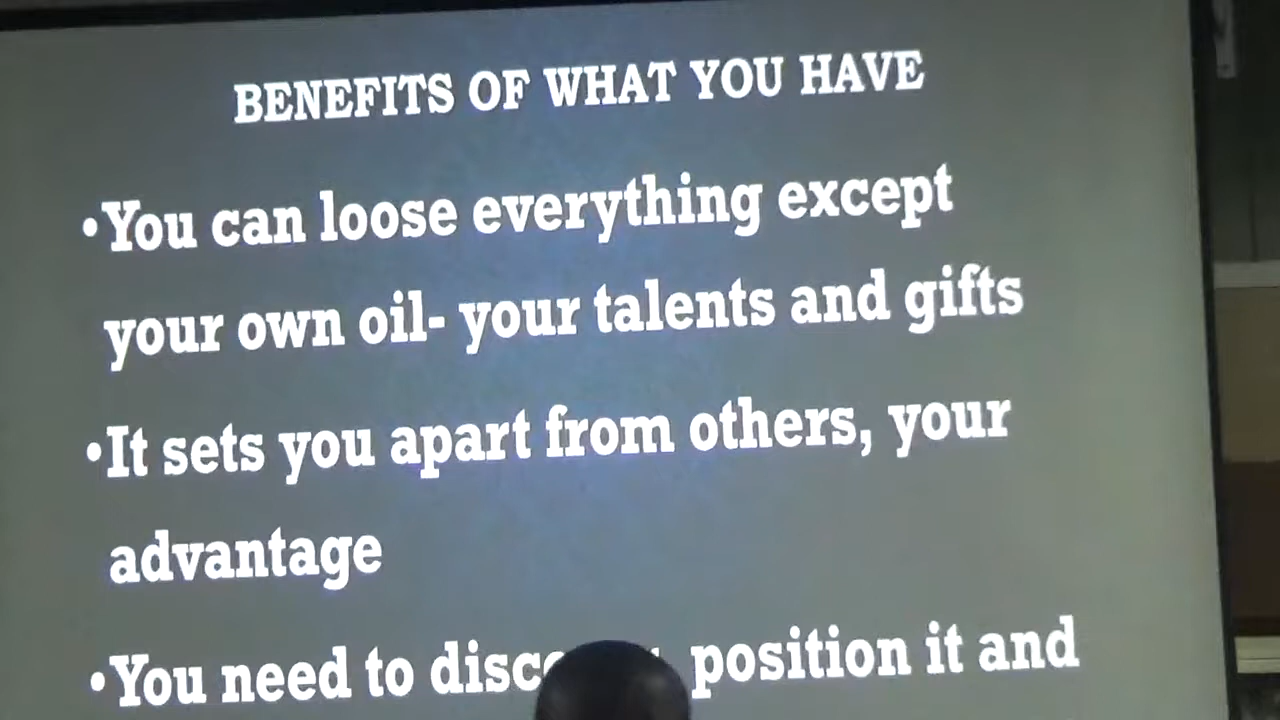 BENEFITS OF WHAT YOU HAVE
•You can loose everything except
your own oil- your talents and gifts
•It sets you apart from others, your
advantage
•You need to position it and